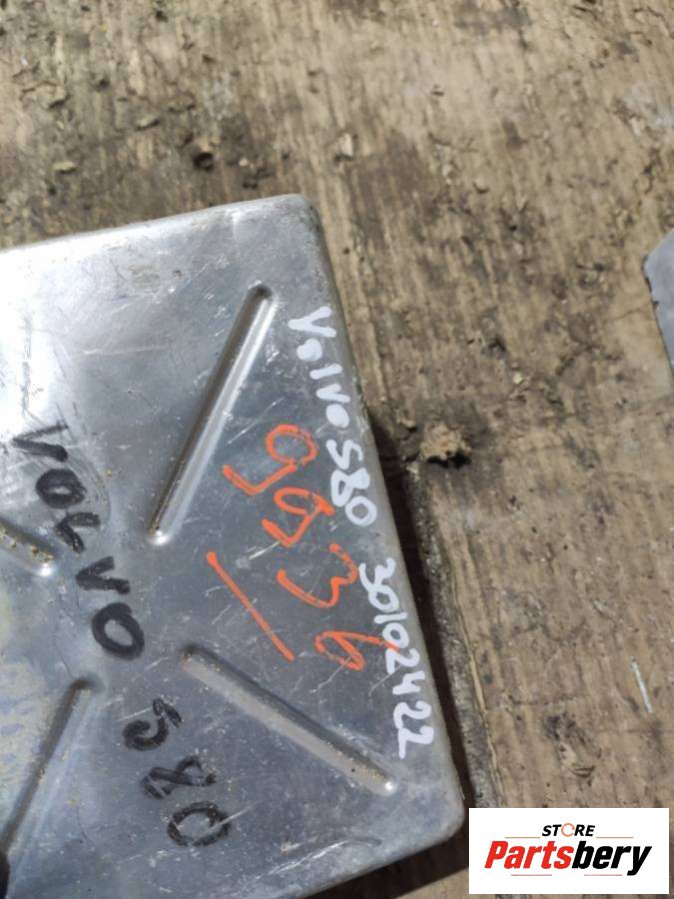 Volvo S80 30102422
9936
VOLVO
S80
STORE
Partsbery